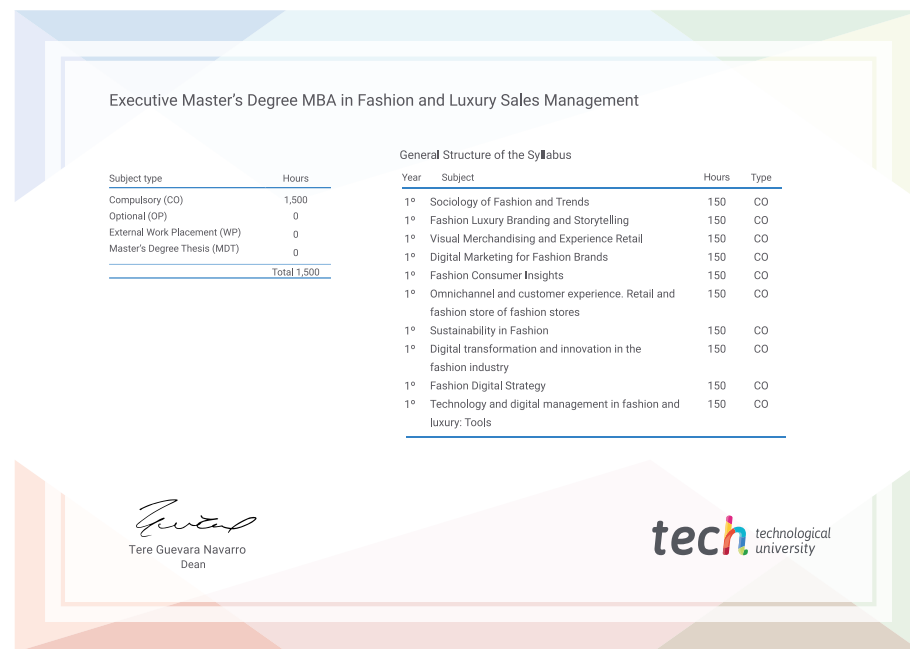 Executive Master's Degree MBA in Fashion and Luxury Sales Management
Subject type Hours
Compulsory (CO) 1,500
Optional (OP) 0
External Work Placement (WP) 0
Master's Degree Thesis (MDT) 0
Total 1,500
General Structure of the Syllabus
Year Subject Hours Type
1º Sociology of Fashion and Trends 150 CO
1º Fashion Luxury Branding and Storytelling 150 CO
1º Visual Merchandising and Experience Retail 150 CO
1º Digital Marketing for Fashion Brands 150 CO
1º Fashion Consumer Insights 150 CO
1º Omnichannel and customer experience. Retail and 150 CO
fashion store of fashion stores
1º Sustainability in Fashion 150 CO
1º Digital transformation and innovation in the 150 CO
fashion industry
1º Fashion Digital Strategy 150 CO
1º Technology and digital management in fashion and 150 CO
luxury: Tools
Tere Guevara Navarro
Dean
tech technological
university